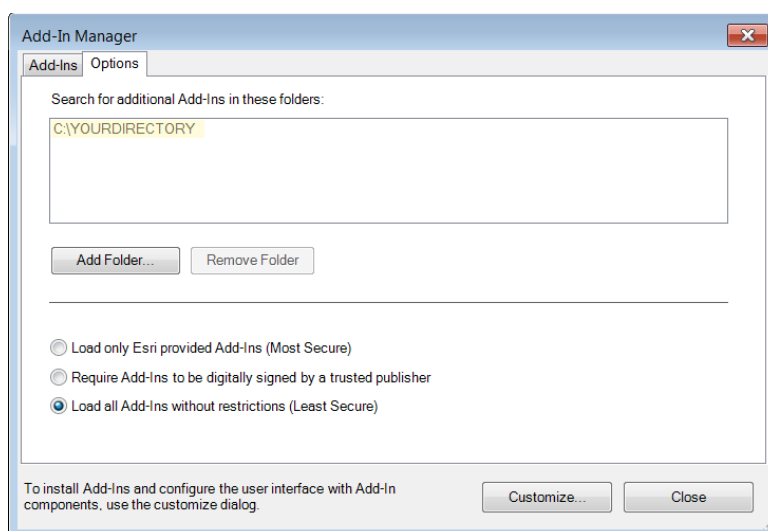 Add-In Manager
Add-Ins
Options
Search for additional Add-Ins in these folders:
C:\YOURDIRECTORY
Add Folder...
Remove Folder
Load only Esri provided Add-Ins (Most Secure)
Require Add-Ins to be digitally signed by a trusted publisher
Load all Add-Ins without restrictions (Least Secure)
To install Add-Ins and configure the user interface with Add-In
components, use the customize dialog.
Customize...
Close